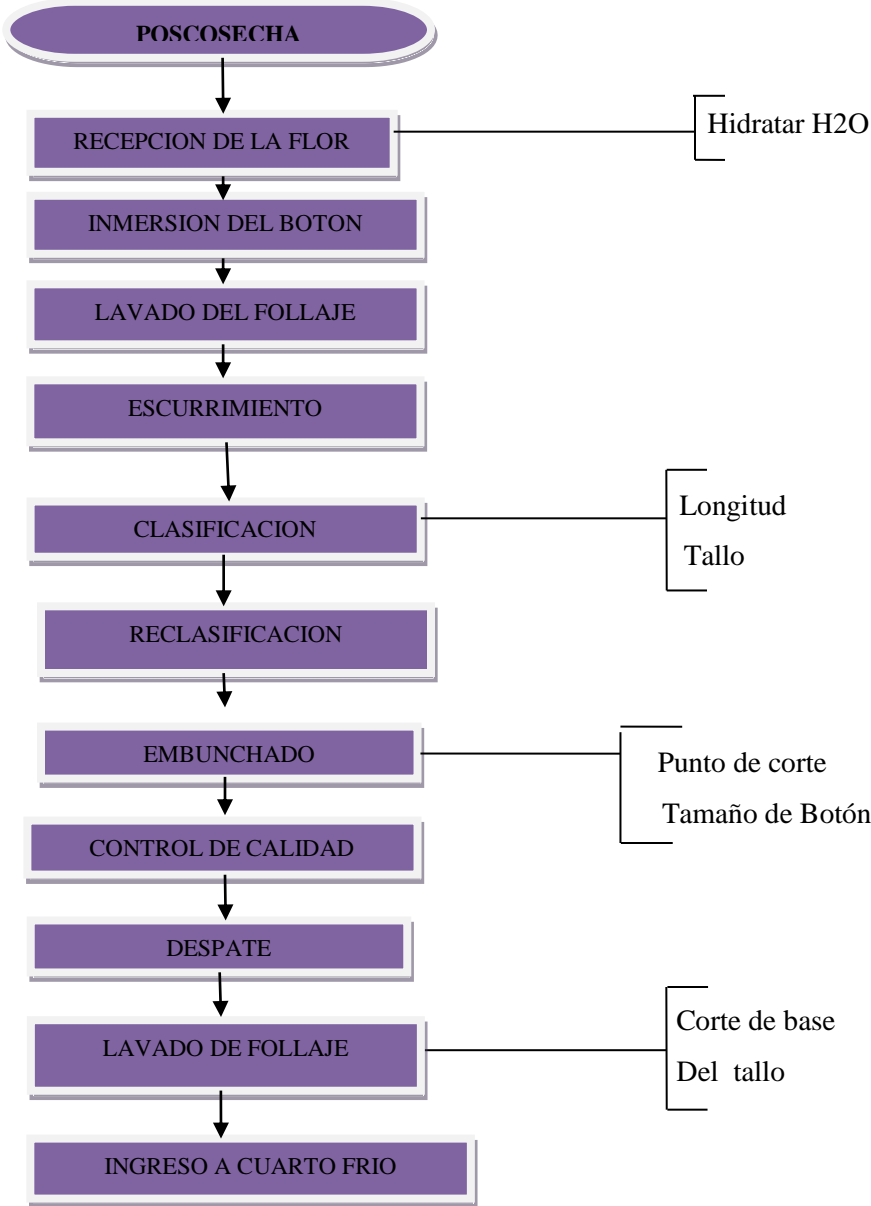 POSCOSECHA
RECEPCION DE LA FLOR
Hidratar H2O
INMERSION DEL BOTON
LAVADO DEL FOLLAJE
ESCURRIMIENTO
CLASIFICACION
Longitud
Tallo
RECLASIFICACION
EMBUNCHADO
Punto de corte
Tamaño de Botón
CONTROL DE CALIDAD
DESPATE
LAVADO DE FOLLAJE
Corte de base
Del tallo
INGRESO A CUARTO FRIO